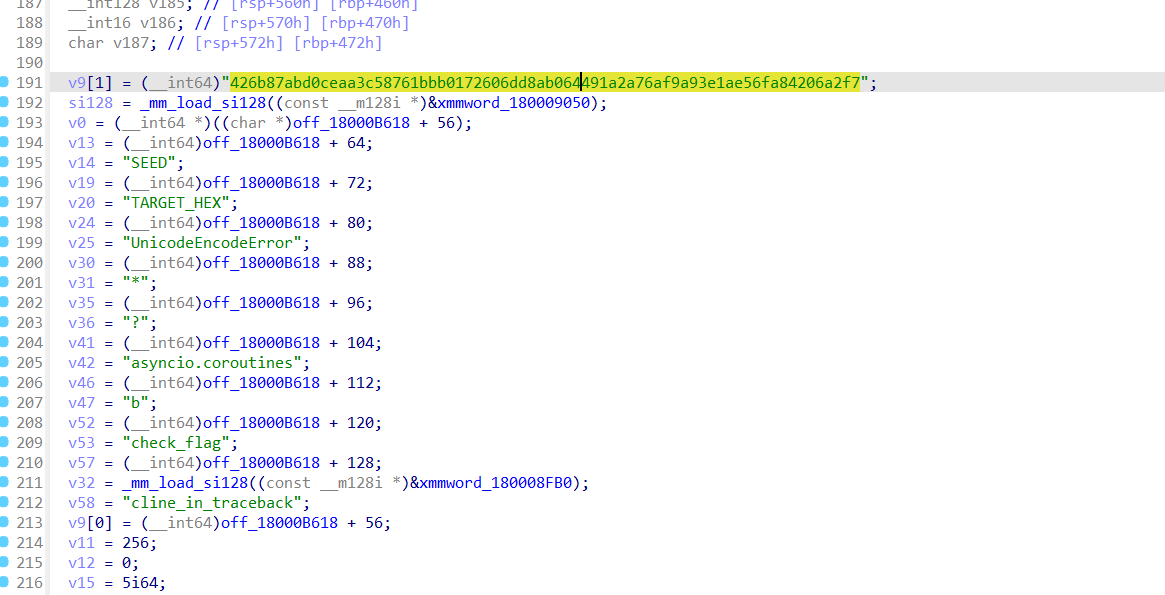 187 __int128 v185; // [rsp+560h] [rbp+460h]
188 __int16 v186; // [rsp+570h] [rbp+470h]
189 char v187; // [rsp+572h] [rbp+472h]
190
191 v9[1] = (__int64)"426b87abd0ceaa3c58761bbb0172606dd8ab064491a2a76af9a93e1ae56fa84206a2f7";
192 si128 = _mm_load_si128((const __m128i *)&xmmword_180009050);
193 v0 = (__int64 *)((char *)off_18000B618 + 56);
194 v13 = (__int64)off_18000B618 + 64;
195 v14 = "SEED";
196 v19 = (__int64)off_18000B618 + 72;
197 v20 = "TARGET_HEX";
198 v24 = (__int64)off_18000B618 + 80;
199 v25 = "UnicodeEncodeError";
200 v30 = (__int64)off_18000B618 + 88;
201 v31 = "*";
202 v35 = (__int64)off_18000B618 + 96;
203 v36 = "?";
204 v41 = (__int64)off_18000B618 + 104;
205 v42 = "asyncio.coroutines";
206 v46 = (__int64)off_18000B618 + 112;
207 v47 = "b";
208 v52 = (__int64)off_18000B618 + 120;
209 v53 = "check_flag";
210 v57 = (__int64)off_18000B618 + 128;
211 v32 = _mm_load_si128((const __m128i *)&xmmword_180008FB0);
212 v58 = "cline_in_traceback";
213 v9[0] = (__int64)off_18000B618 + 56;
214 v11 = 256;
215 v12 = 0;
216 v15 = 5i64;